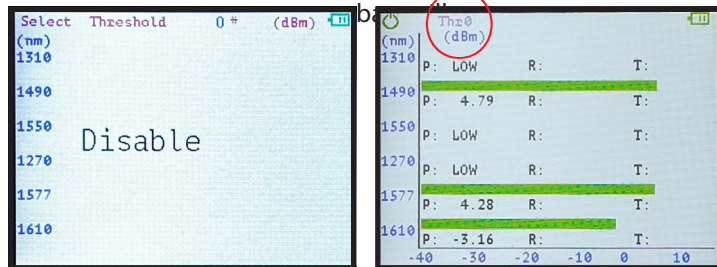 Select Threshold 0 # (dBm)
(nm)
1310
1490
1550
1270
1577
1610
Disable
Thr0
(nm) (dBm)
1310 P: LOW R: T:
1490 P: 4.79 R: T:
1550 P: LOW R: T:
1270 P: LOW R: T:
1577 P: 4.28 R: T:
1610 P: -3.16 R: T:
-40 -30 -20 -10 0 10